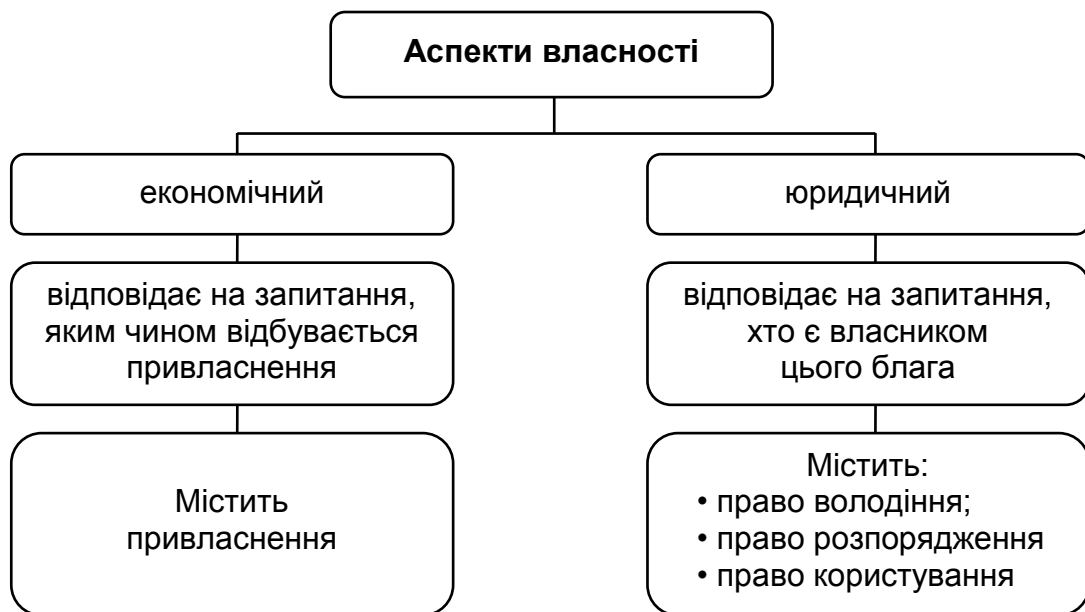 Аспекти власності
економічний
юридичний
відповідає на запитання,
яким чином відбувається
привласнення
відповідає на запитання,
хто є власником
цього блага
Містить
привласнення
Містить:
• право володіння;
• право розпорядження
• право користування